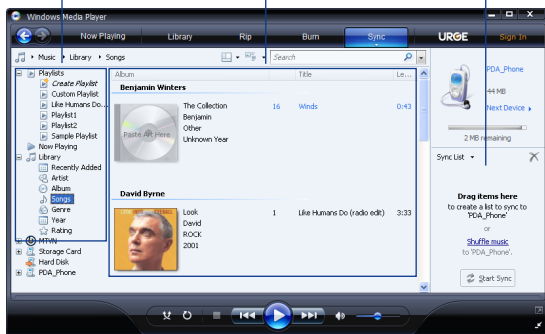 Windows Media Player
Now Playing Library Rip Burn Sync URGE Sign In
Music Library Songs
Search
Playlists
Create Playlist
Custom Playlist
Like Humans Do...
Playlist1
Playlist2
Sample Playlist
Now Playing
Library
Recently Added
Artist
Album
Songs
Genre
Year
Rating
MTVN
Storage Card
Hard Disk
PDA_Phone
Album Title Le...
Benjamin Winters
Paste Art Here
The Collection 16 Winds 0:43
Benjamin
Other
Unknown Year
David Byrne
Look 1 Like Humans Do (radio edit) 3:33
David
ROCK
2001
PDA_Phone
44 MB
Next Device
2 MB remaining
Sync List
Drag items here
to create a list to sync to
'PDA_Phone'
or
Shuffle music
to 'PDA_Phone'.
Start Sync